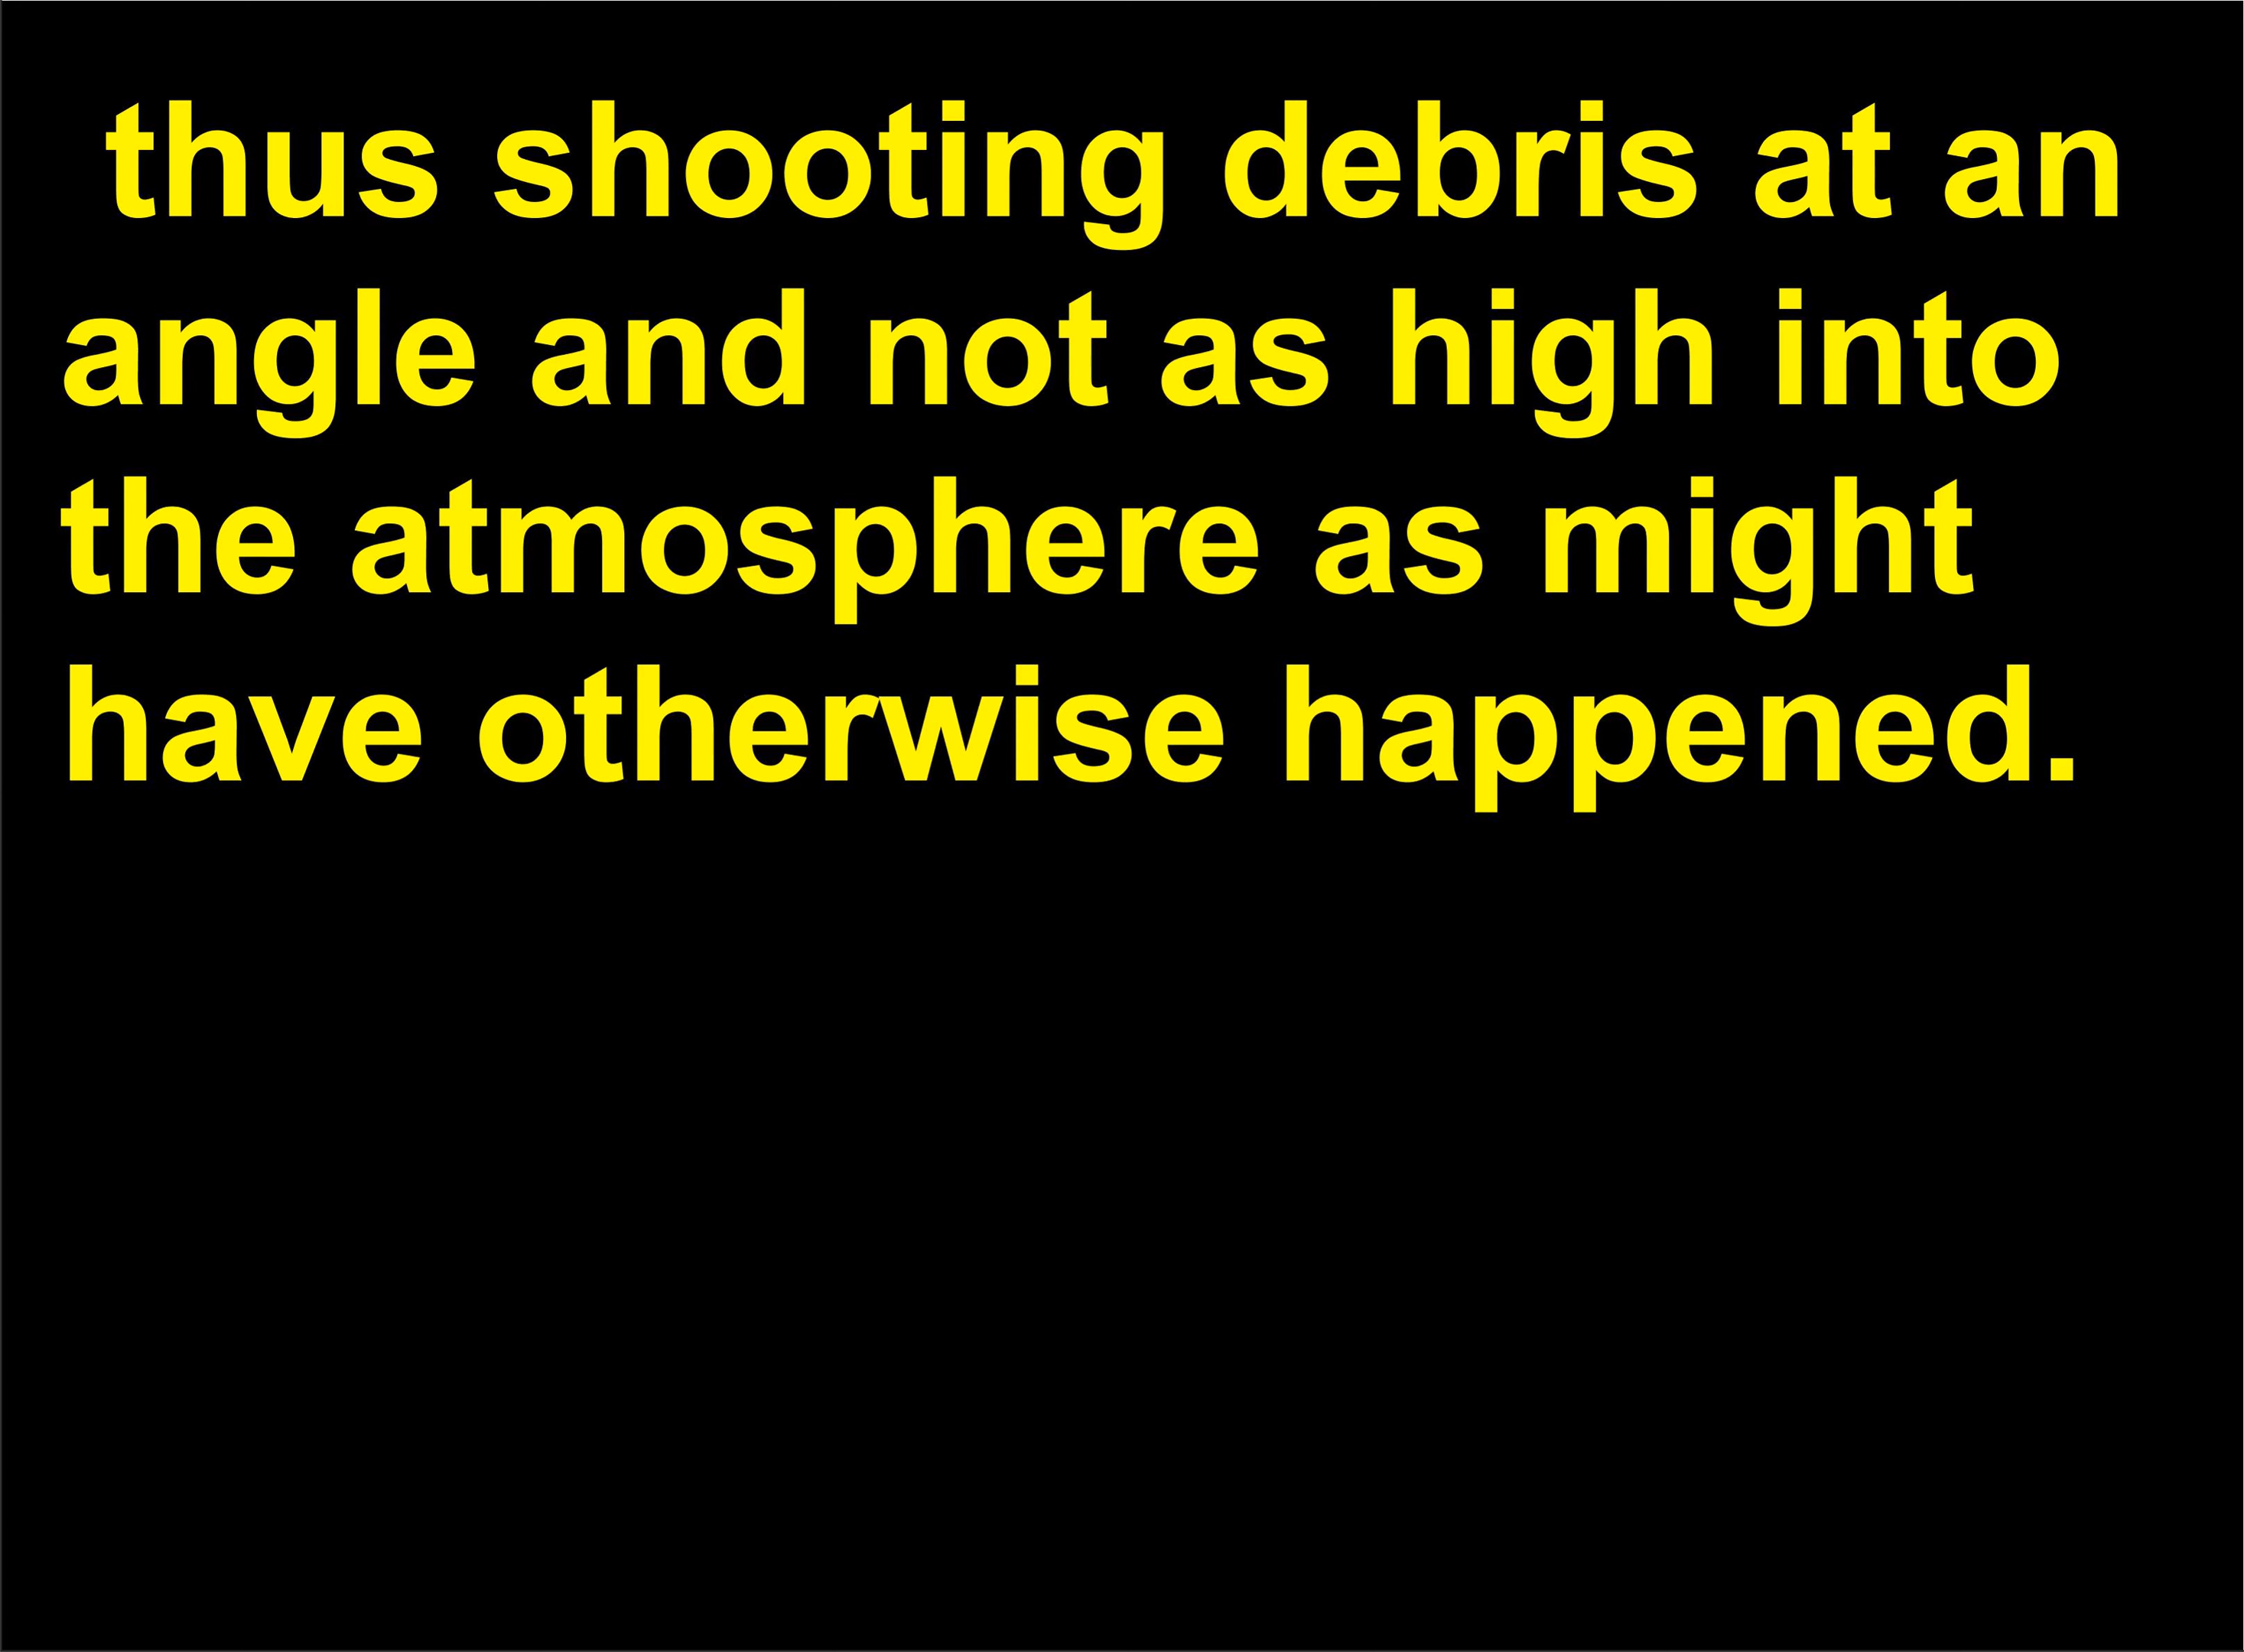 thus shooting debris at an
angle and not as high into
the atmosphere as might
have otherwise happened.